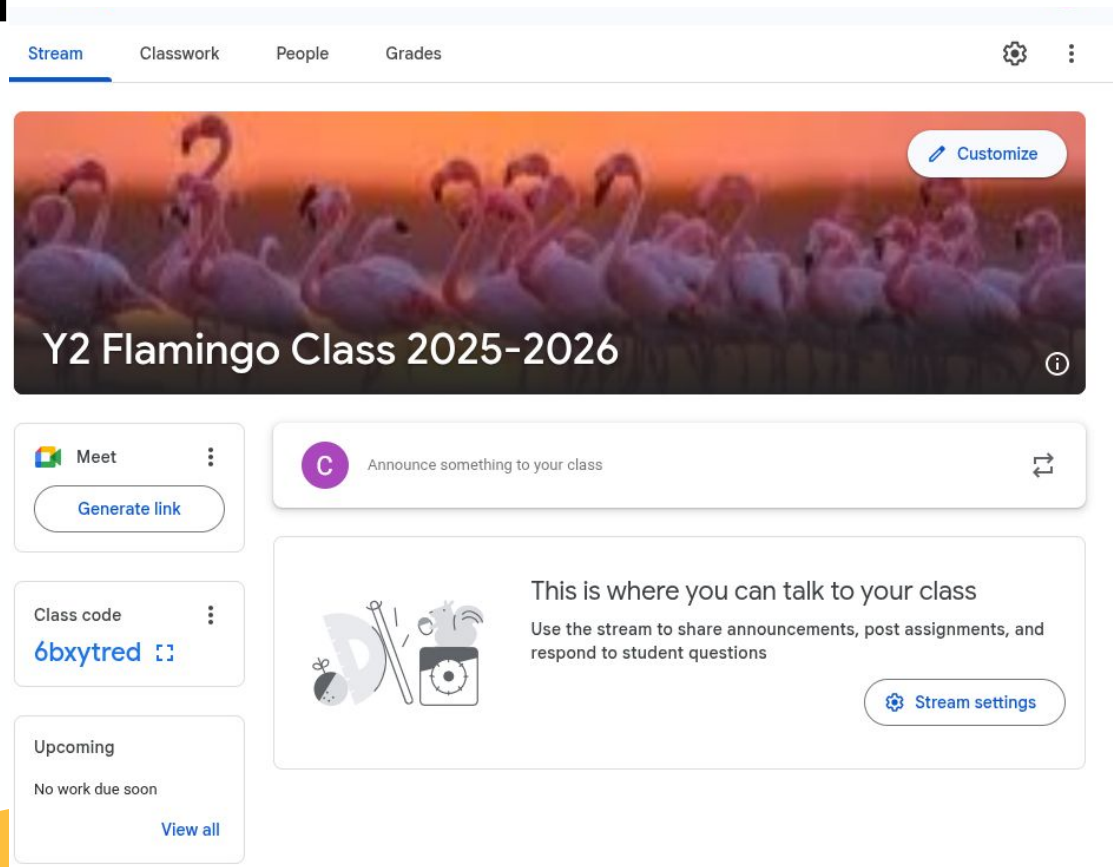 Stream Classwork People Grades
Customize
Y2 Flamingo Class 2025-2026
Meet
Generate link
Class code
6bxytred
Upcoming
No work due soon
View all
C Announce something to your class
This is where you can talk to your class
Use the stream to share announcements, post assignments, and
respond to student questions
Stream settings